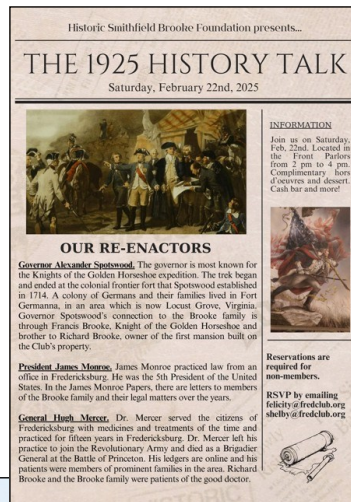 Historic Smithfield Brooke Foundation presents...
THE 1925 HISTORY TALK
Saturday, February 22nd, 2025
OUR RE-ENACTORS
Governor Alexander Spotswood. The governor is most known for
the Knights of the Golden Horseshoe expedition. The trek began
and ended at the colonial frontier fort that Spotswood established
in 1714. A colony of Germans and their families lived in Fort
Germanna, in an area which is now Locust Grove, Virginia.
Governor Spotswood's connection to the Brooke family is
through Francis Brooke, Knight of the Golden Horseshoe and
brother to Richard Brooke, owner of the first mansion built on
the Club's property.
President James Monroe. James Monroe practiced law from an
office in Fredericksburg. He was the 5th President of the United
States. In the James Monroe Papers, there are letters to members
of the Brooke family and their legal matters over the years.
General Hugh Mercer. Dr. Mercer served the citizens of
Fredericksburg with medicines and treatments of the time and
practiced for fifteen years in Fredericksburg. Dr. Mercer left his
practice to join the Revolutionary Army and died as a Brigadier
General at the Battle of Princeton. His ledgers are online and his
patients were members of prominent families in the area. Richard
Brooke and the Brooke family were patients of the good doctor.
INFORMATION
Join us on Saturday,
Feb, 22nd. Located in
the Front Parlors
from 2 pm to 4 pm.
Complimentary hors
d'oeuvres and dessert.
Cash bar and more!
Reservations are
required for
non-members.
RSVP by emailing
felicity@fredclub.org
shelby@fredclub.org